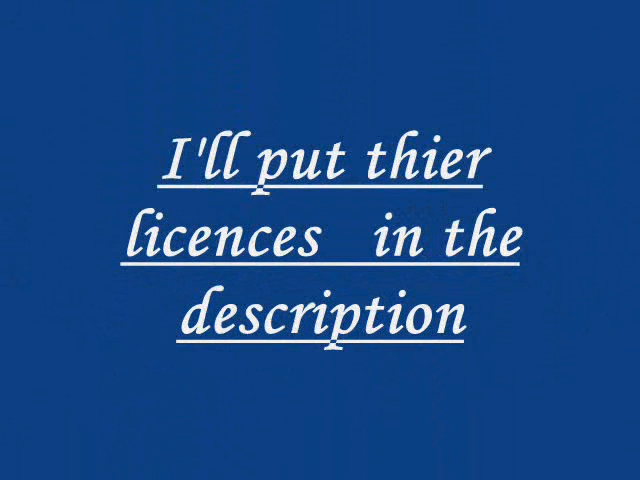 I'll put thier
licences in the
description